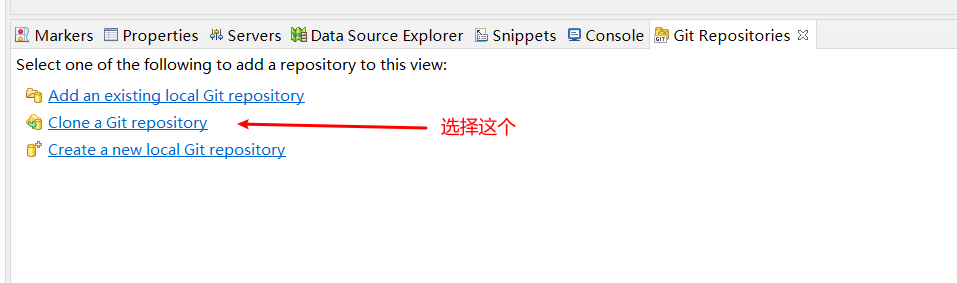 Markers Properties Servers Data Source Explorer Snippets Console Git Repositories
Select one of the following to add a repository to this view:
Add an existing local Git repository
Clone a Git repository 选择这个
Create a new local Git repository